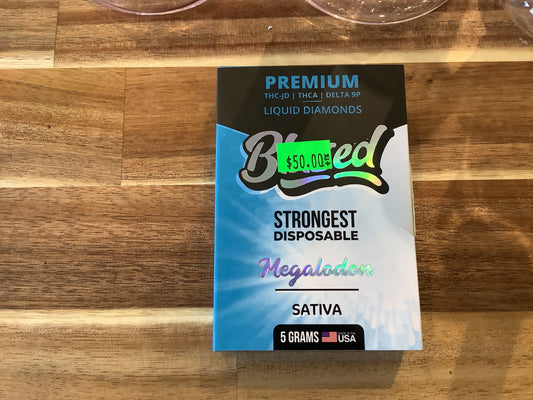 PREMIUM
THC-JD | THCA | DELTA 9P
LIQUID DIAMONDS
$50.00
STRONGEST
DISPOSABLE
Megalodon
SATIVA
5 GRAMS
USA